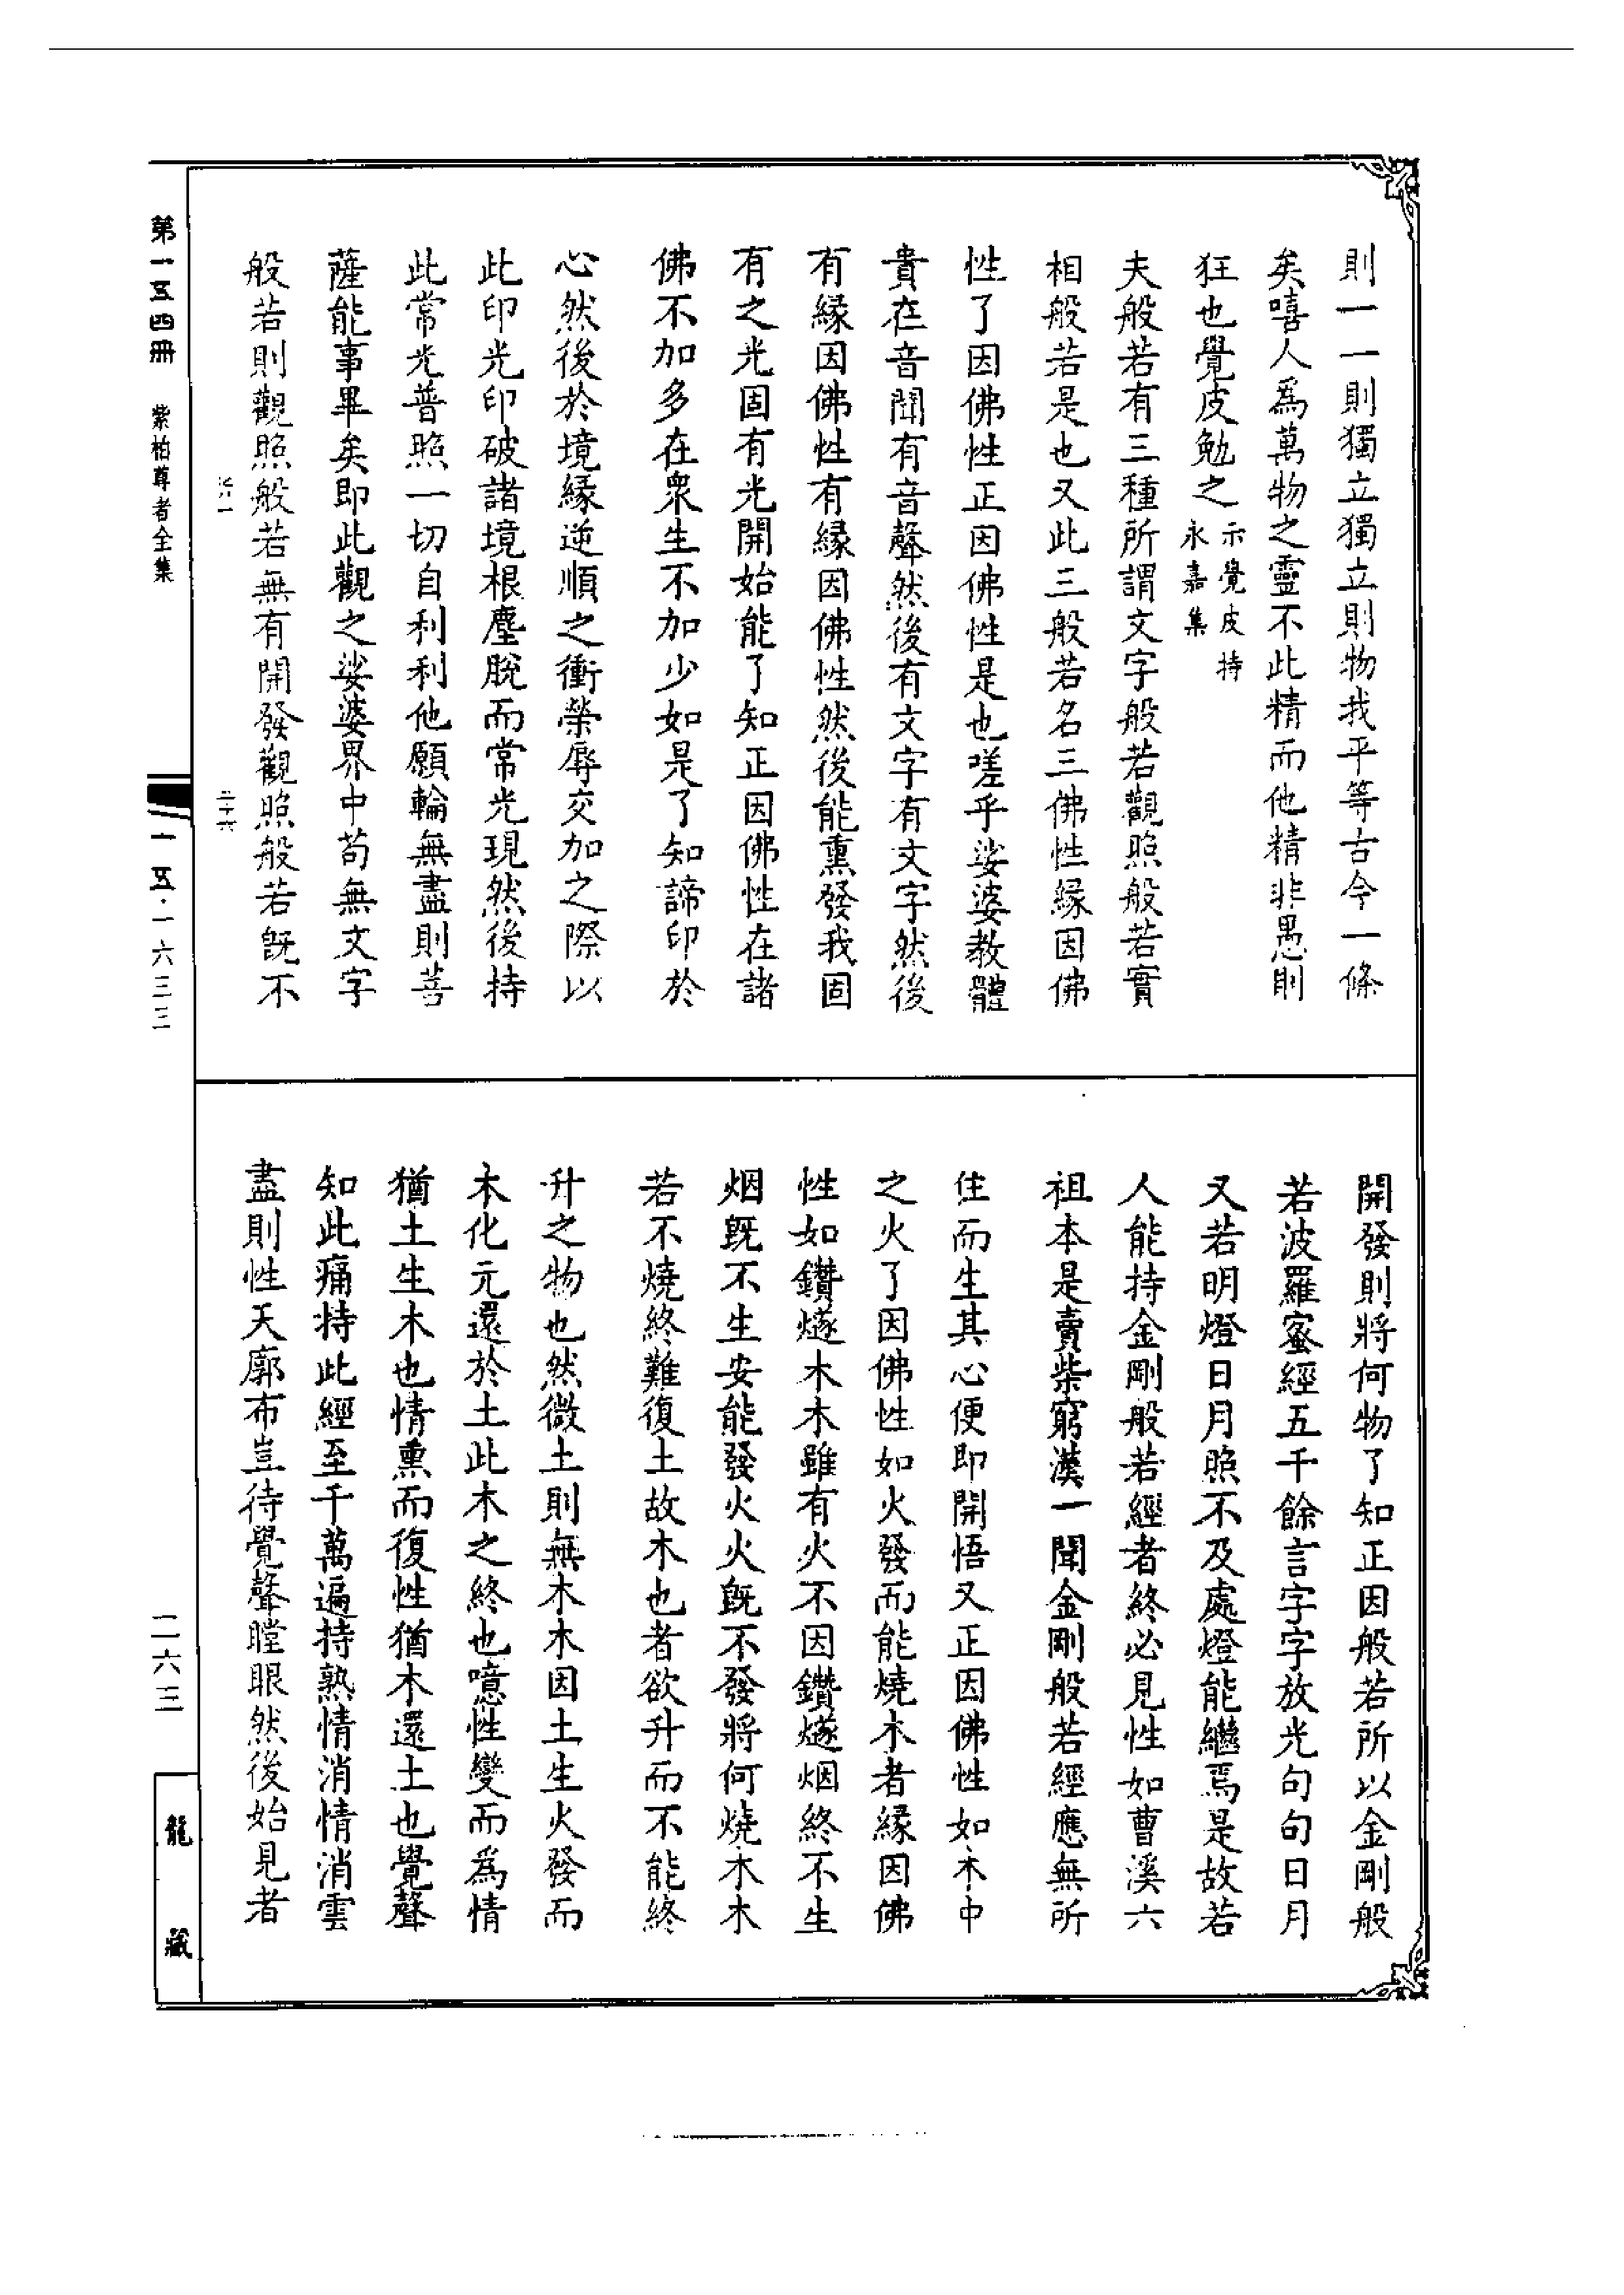 則一一則獨立獨立則物我平等古今一條
矣嘻人爲萬物之靈不此精而他精非愚則
狂也覺皮勉之
示覺皮持
永嘉集
夫般若有三種所謂文字般若觀照般若實
相般若是也又此三般若名三佛性緣因佛
性了因佛性正因佛性是也嗟乎娑婆教體
貴在音聞有音聲然後有文字有文字然後
有緣因佛性有緣因佛性然後能熏發我固
有之光固有光開始能了知正因佛性在諸
佛不加多在衆生不加少如是了知諦印於
心然後於境緣逆順之衝榮辱交加之際以
此印光印破諸境根塵脫而常光現然後持
此常光普照一切自利利他願輪無盡則菩
薩能事畢矣即此觀之娑婆界中苟無文字
般若則觀照般若無有開發觀照般若既不
二十六
開發則將何物了知正因般若所以金剛般
若波羅蜜經五千餘言字字放光句句日月
又若明燈日月照不及處燈能繼焉是故若
人能持金剛般若經者終必見性如曹溪六
祖本是賣柴窮漢一聞金剛般若經應無所
住而生其心便即開悟又正因佛性如木中
之火了因佛性如火發而能燒木者緣因佛
性如鑽燧木木雖有火不因鑽燧烟終不生
烟既不生安能發火火既不發將何燒木木
若不燒終難復土故木也者欲升而不能終
升之物也然微土則無木木因土生火發而
木化元還於土此木之終也噫性變而爲情
猶土生木也情熏而復性猶木還土也覺聲
知此痛持此經至千萬遍持熟情消情消雲
盡則性天廓布豈待覺聲瞠眼然後始見者
第一五四冊
紫柏尊者全集
一五·一六三三
二六三
龍藏